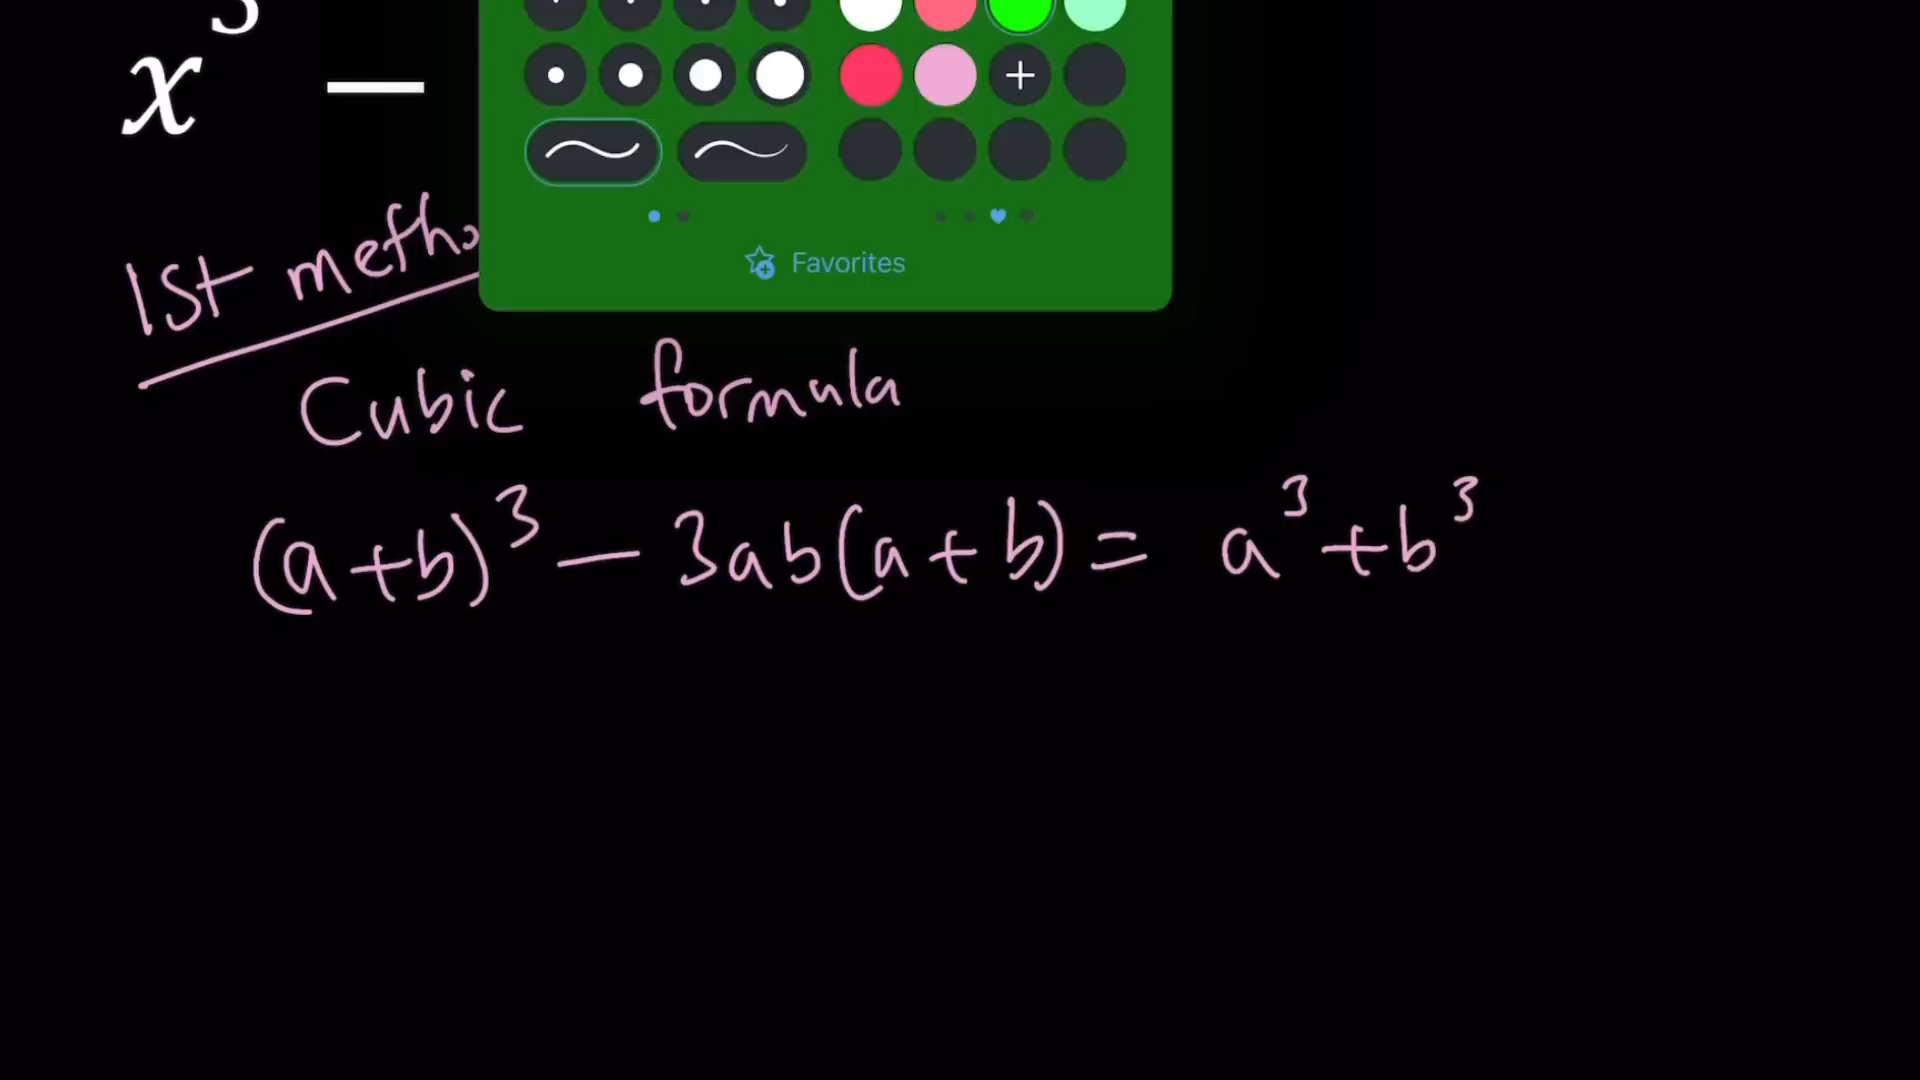 x³ −
1st metho
Favorites
Cubic formula
(a+b)³ − 3ab(a+b) = a³+b³